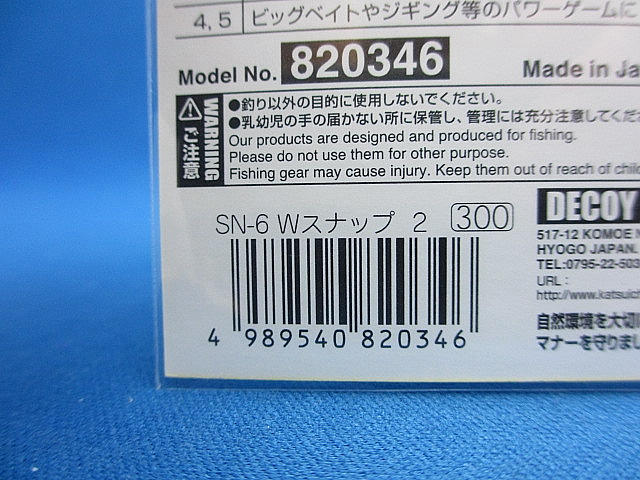 4, 5 ビッグベイトやジギング等のパワーゲームに
Model No. 820346 Made in Ja
WARNING
ご注意
●釣り以外の目的に使用しないでください。
●乳幼児の手の届かない所に保管し、管理には充分注意してくだ
Our products are designed and produced for fishing.
Please do not use them for other purpose.
Fishing gear may cause injury. Keep them out of reach of child
SN-6 Wスナップ 2 300
4 989540 820346
DECOY
517-12 KOMOE
HYOGO JAPAN.
TEL:0795-22-503
URL :
http://www.katsuich
自然環境を大切
マナーを守りまし